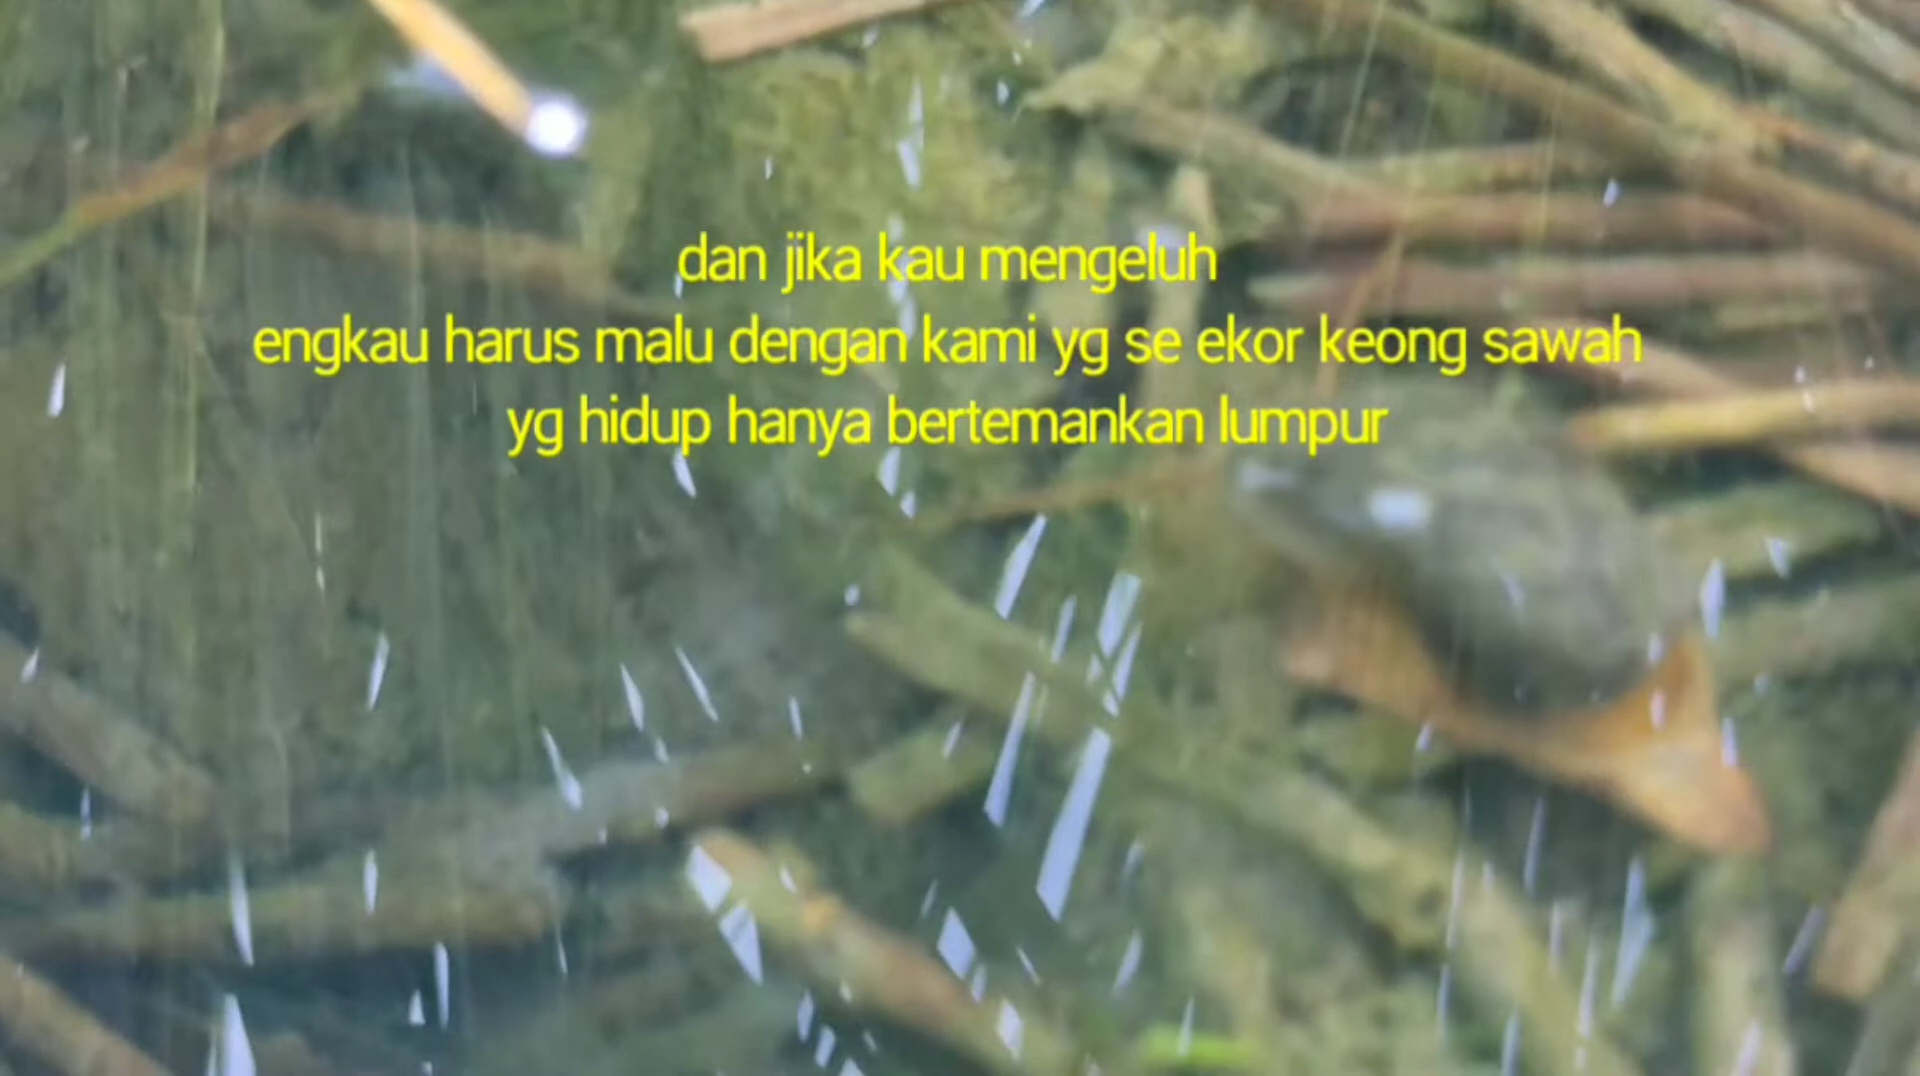 dan jika kau mengeluh
engkau harus malu dengan kami yg se ekor keong sawah
yg hidup hanya bertemankan lumpur